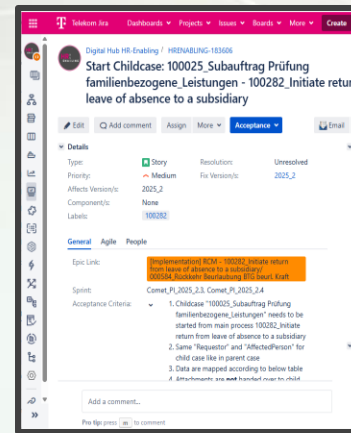 Telekom Jira Dashboards Projects Issues Boards More Create
Digital Hub HR-Enabling / HRENABLING-183606
Start Childcase: 100025_Subauftrag Prüfung
familienbezogene_Leistungen - 100282_Initiate retur
leave of absence to a subsidiary
Edit Add comment Assign More Acceptance Email
Details
Type: Story Resolution: Unresolved
Priority: Medium Fix Version/s: 2025_2
Affects Version/s: 2025_2
Component/s: None
Labels: 100282
General Agile People
Epic Link: [Implementation] RCM - 100282_Initiate return
from leave of absence to a subsidiary/
000584_Rückkehr Beurlaubung BTG beurl. Kraft
Sprint: Comet_PI_2025_2.3, Comet_PI_2025_2.4
Acceptance Criteria: 1. Childcase "100025_Subauftrag Prüfung
familienbezogene_Leistungen" needs to be
started from main process 100282_Initiate
return from leave of absence to a subsidiary
2. Same "Requestor" and "AffectedPerson" for
child case like in parent case
3. Data are mapped according to below table
4. Attachments are not handed over to child
Add a comment...
Pro tip: press m to comment